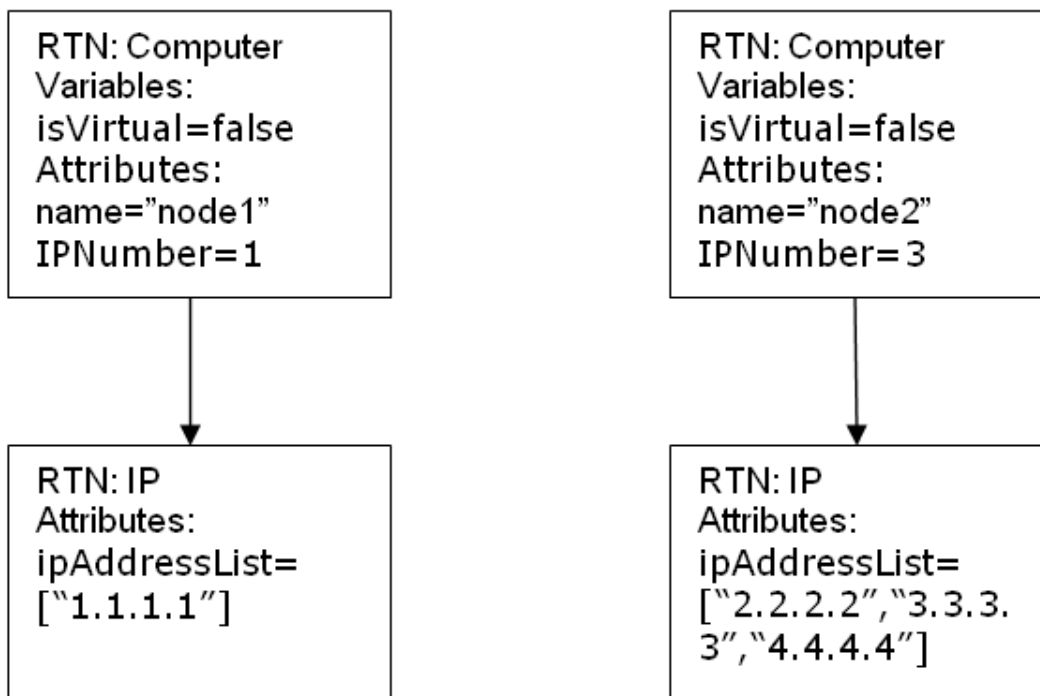 RTN: Computer
Variables:
isVirtual=false
Attributes:
name=”node1”
IPNumber=1
RTN: Computer
Variables:
isVirtual=false
Attributes:
name=”node2”
IPNumber=3
RTN: IP
Attributes:
ipAddressList=
[“1.1.1.1”]
RTN: IP
Attributes:
ipAddressList=
[“2.2.2.2”,“3.3.3.
3”,“4.4.4.4”]